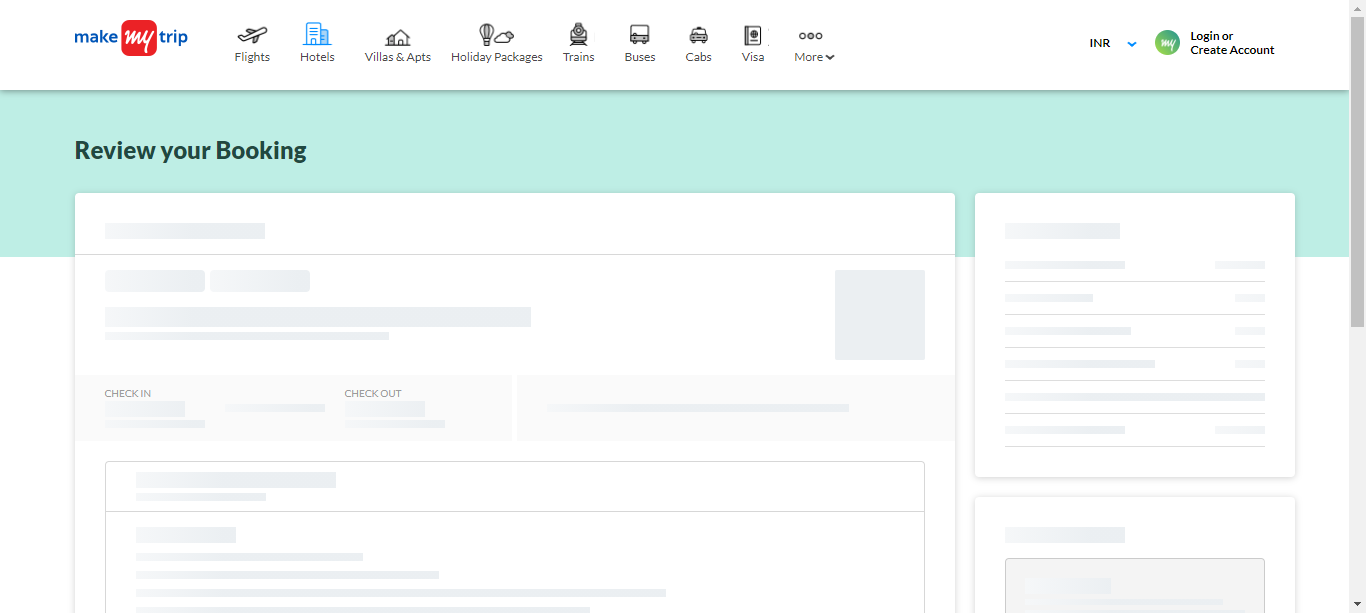 make my trip
Flights
Hotels
Villas & Apts
Holiday Packages
Trains
Buses
Cabs
Visa
More
INR
my
Login or
Create Account
Review your Booking
CHECK IN
CHECK OUT